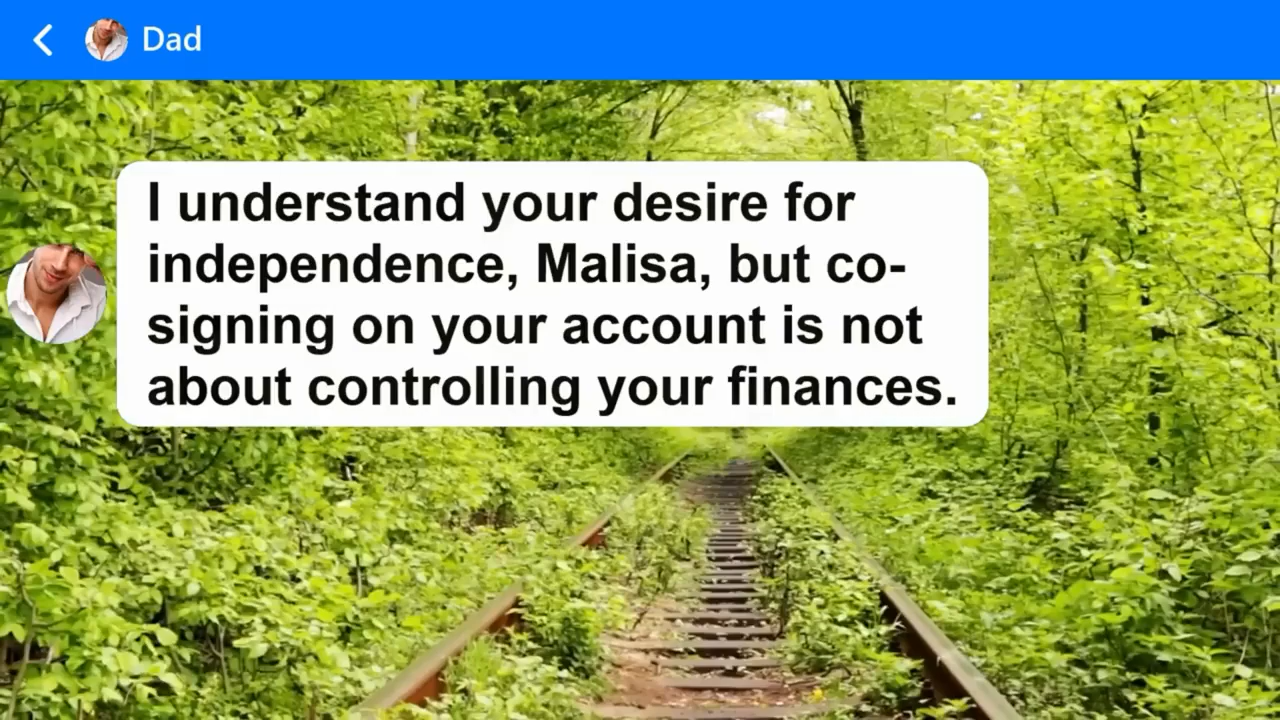 Dad
I understand your desire for
independence, Malisa, but co-
signing on your account is not
about controlling your finances.